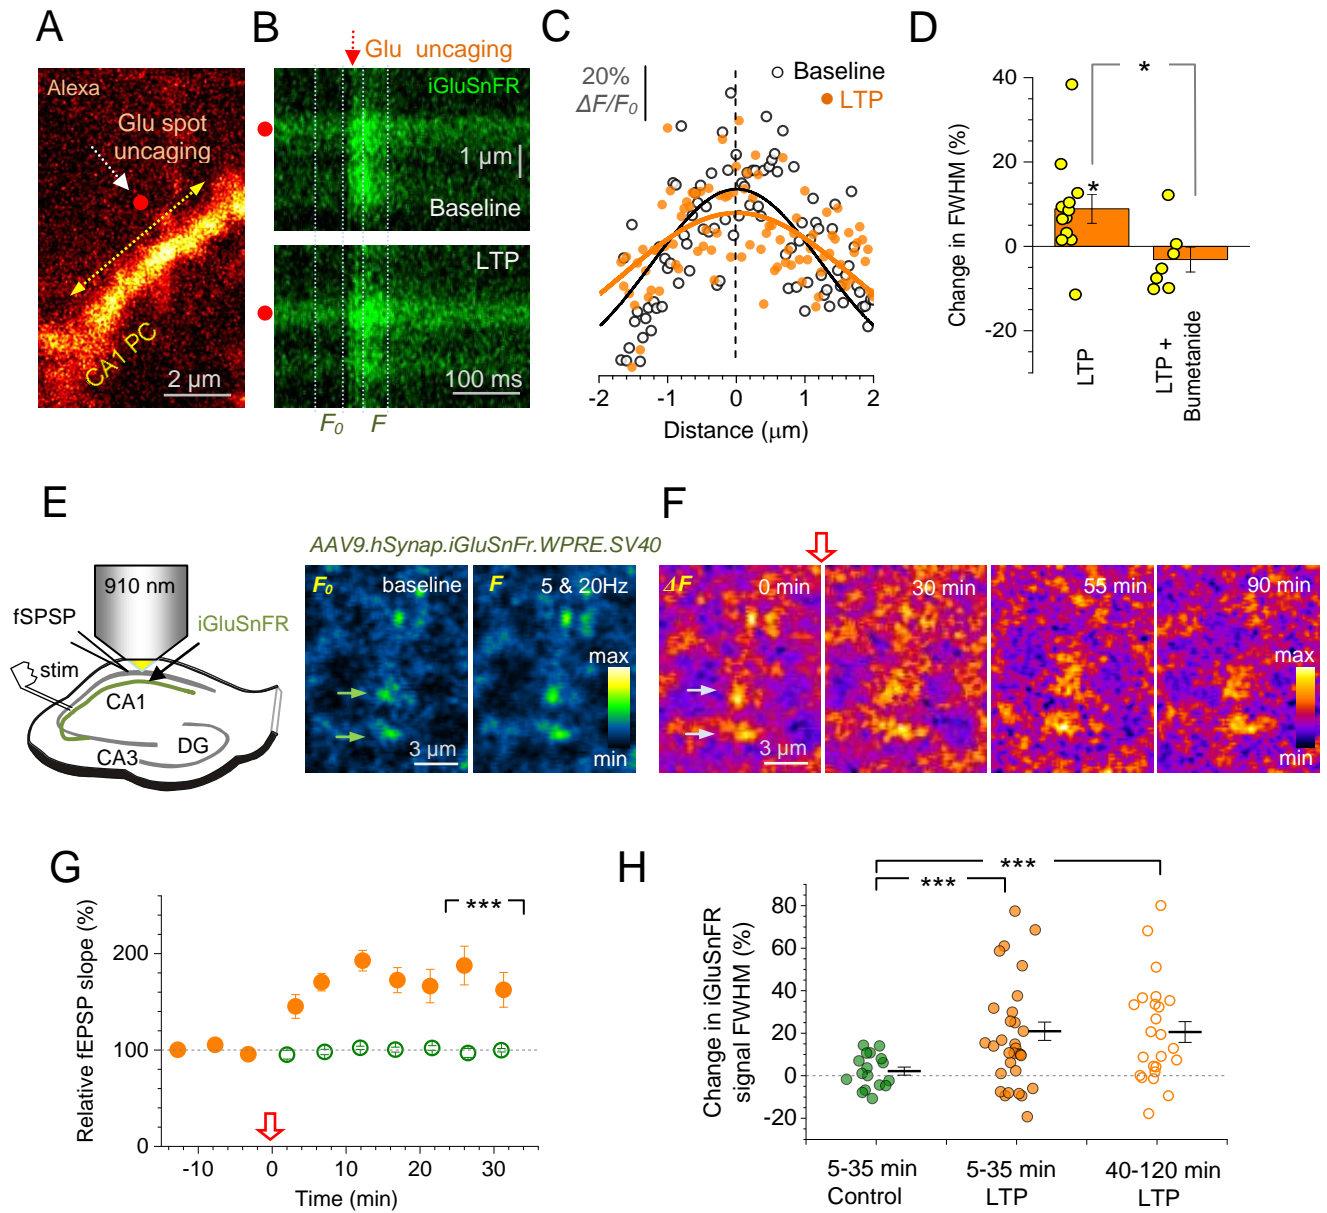 A
Alexa
Glu spot
uncaging
CA1 PC
2 µm
B
Glu uncaging
iGluSnFR
1 µm
Baseline
LTP
100 ms
F0
F
C
20%
ΔF/F0
Baseline
LTP
-2
-1
0
1
2
Distance (µm)
D
Change in FWHM (%)
40
20
0
-20
*
*
LTP
LTP +
Bumetanide
E
AAV9.hSynap.iGluSnFr.WPRE.SV40
910 nm
fSPSP
iGluSnFR
stim
CA1
CA3
DG
F0
baseline
3 µm
F
5 & 20Hz
max
min
F
ΔF
0 min
3 µm
30 min
55 min
90 min
max
min
G
Relative fEPSP slope (%)
200
100
0
***
-10
0
10
20
30
Time (min)
H
Change in iGluSnFR
signal FWHM (%)
80
60
40
20
0
-20
***
***
5-35 min
Control
5-35 min
LTP
40-120 min
LTP